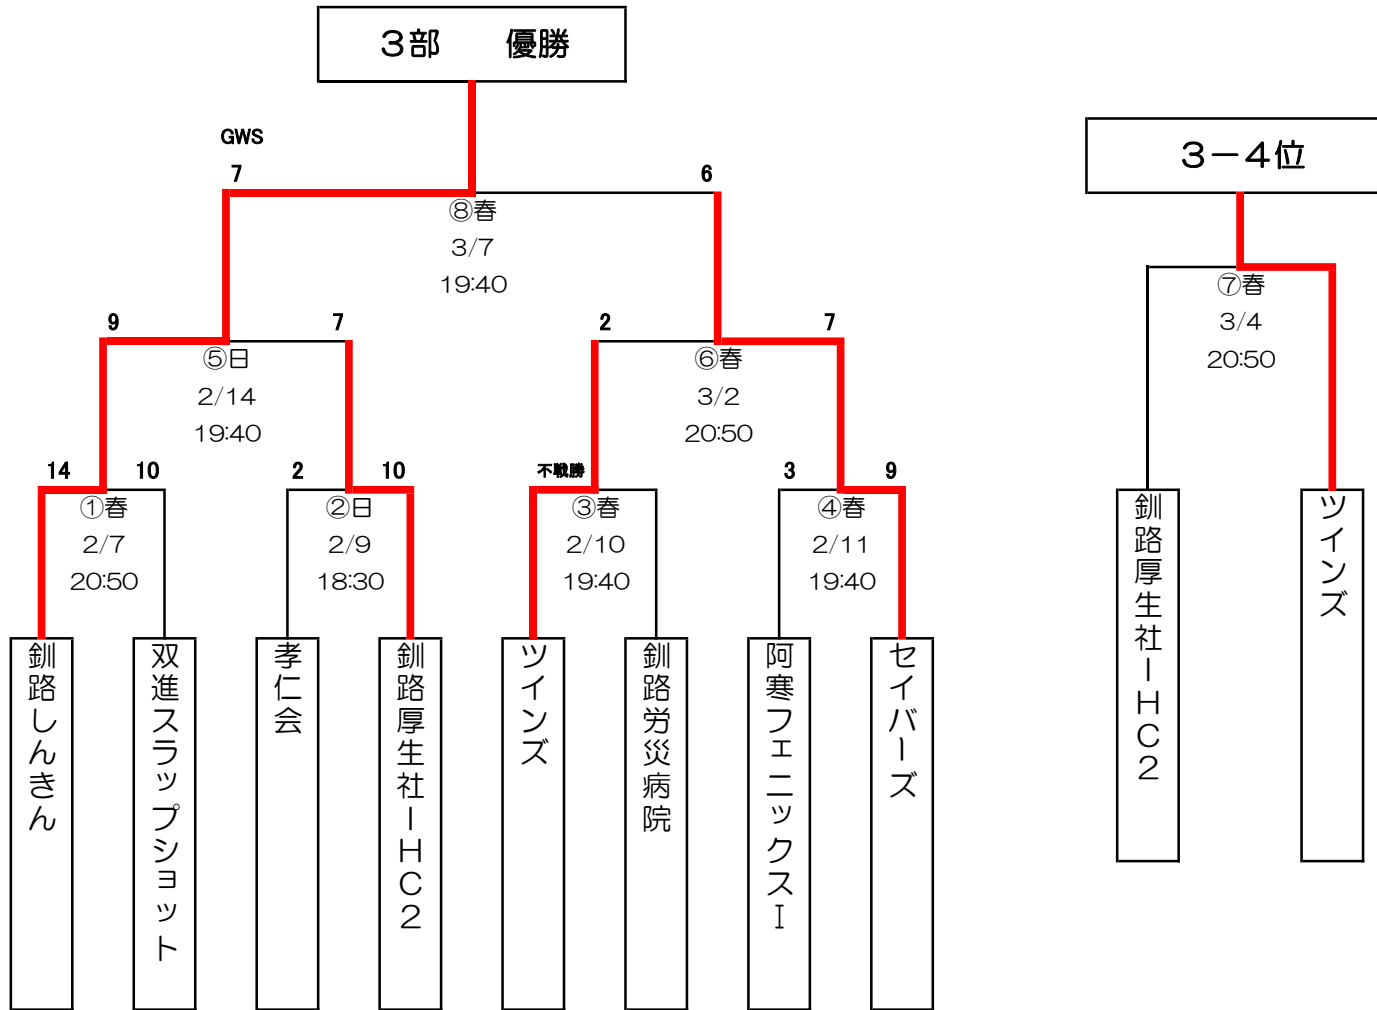 ３部　　優勝
GWS
7
6
⑧春
3/7
19:40
9
7
2
7
⑤日
2/14
19:40
⑥春
3/2
20:50
14
10
2
10
不戦勝
3
9
①春
2/7
20:50
②日
2/9
18:30
③春
2/10
19:40
④春
2/11
19:40
釧路しんきん
双進スラップショット
孝仁会
釧路厚生社ＩＨＣ２
ツインズ
釧路労災病院
阿寒フェニックスⅠ
セイバーズ
３－４位
⑦春
3/4
20:50
釧路厚生社ＩＨＣ２
ツインズ